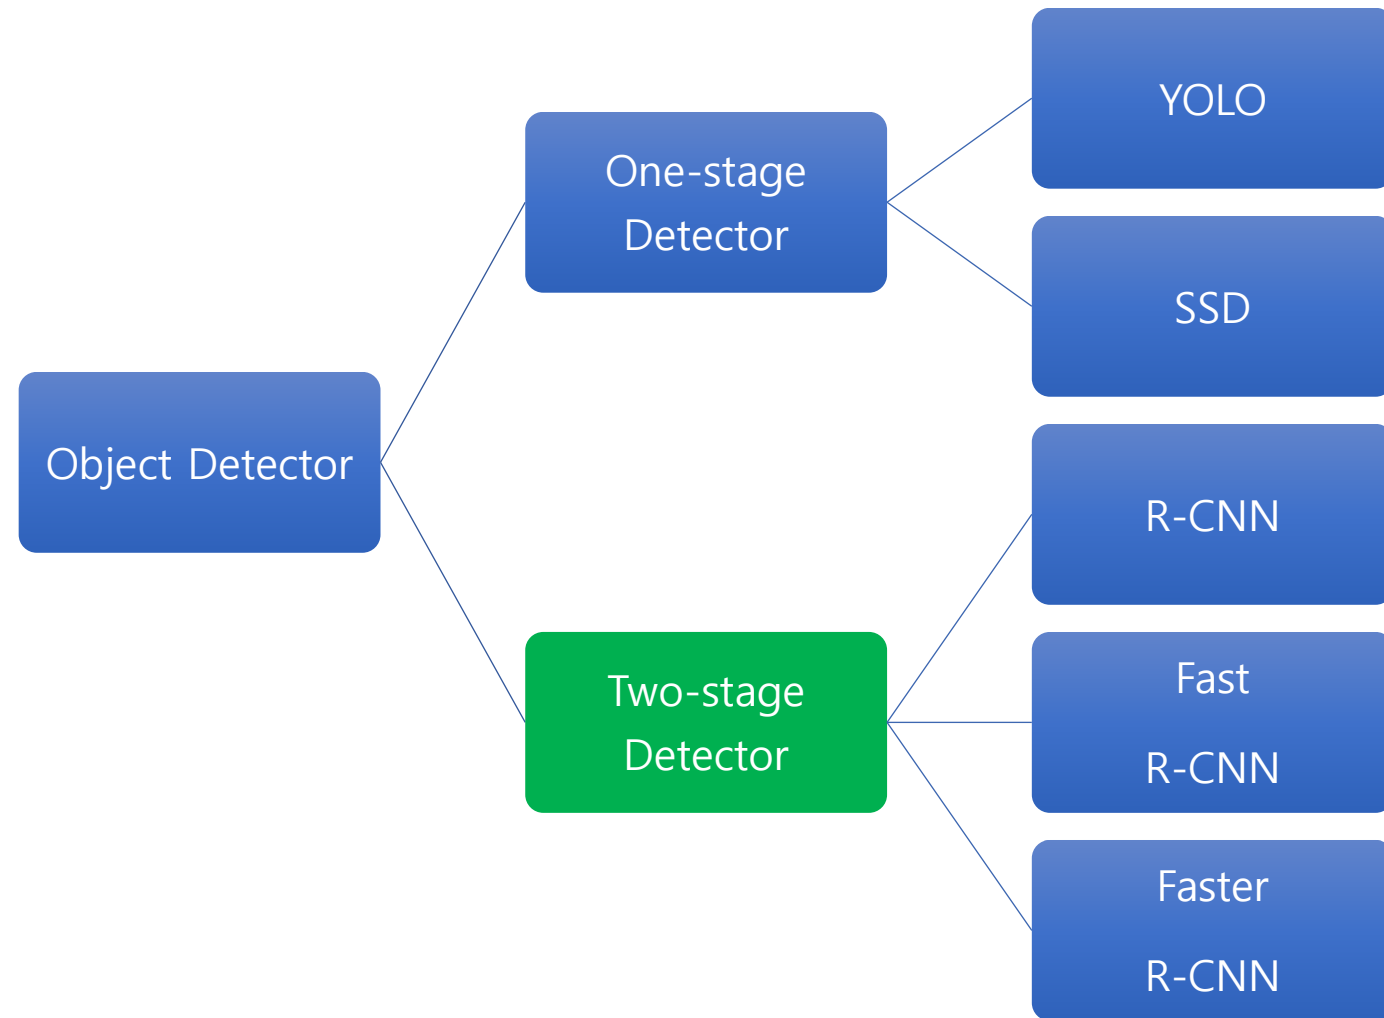 YOLO
One-stage
Detector
SSD
Object Detector
R-CNN
Two-stage
Detector
Fast
R-CNN
Faster
R-CNN